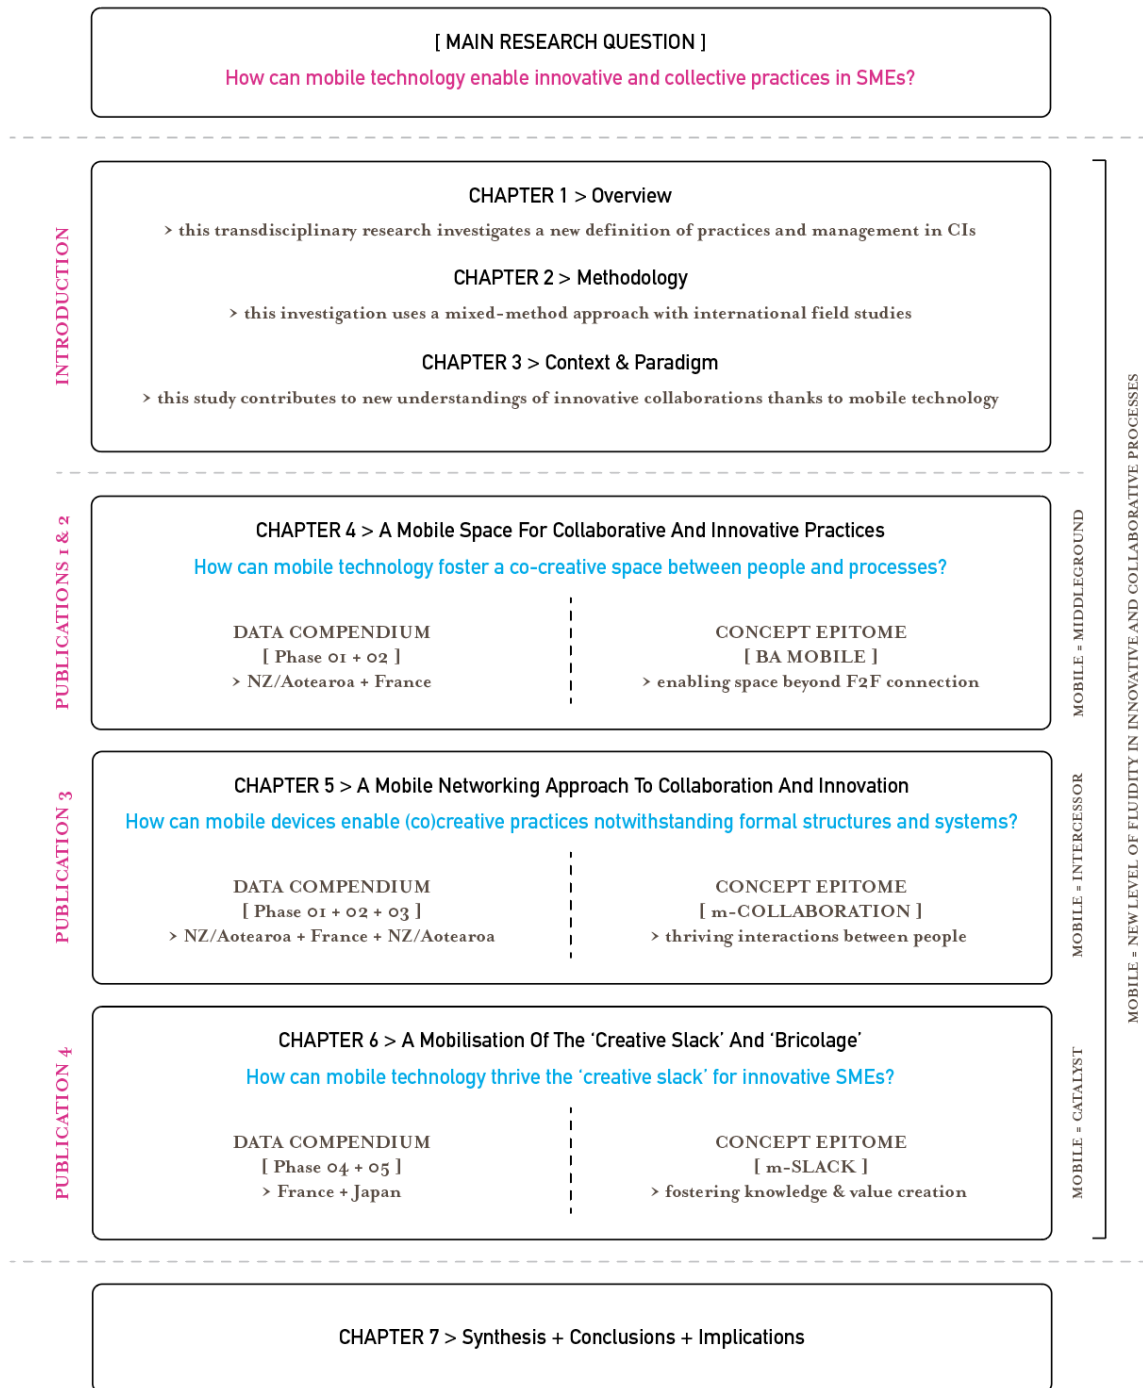 [ MAIN RESEARCH QUESTION ]
How can mobile technology enable innovative and collective practices in SMEs?
INTRODUCTION
CHAPTER 1 > Overview
> this transdisciplinary research investigates a new definition of practices and management in CIs
CHAPTER 2 > Methodology
> this investigation uses a mixed-method approach with international field studies
CHAPTER 3 > Context & Paradigm
> this study contributes to new understandings of innovative collaborations thanks to mobile technology
PUBLICATIONS 1 & 2
CHAPTER 4 > A Mobile Space For Collaborative And Innovative Practices
How can mobile technology foster a co-creative space between people and processes?
DATA COMPENDIUM
[ Phase 01 + 02 ]
> NZ/Aotearoa + France
CONCEPT EPITOME
[ BA MOBILE ]
> enabling space beyond F2F connection
MOBILE = MIDDLEGROUND
PUBLICATION 3
CHAPTER 5 > A Mobile Networking Approach To Collaboration And Innovation
How can mobile devices enable (co)creative practices notwithstanding formal structures and systems?
DATA COMPENDIUM
[ Phase 01 + 02 + 03 ]
> NZ/Aotearoa + France + NZ/Aotearoa
CONCEPT EPITOME
[ m-COLLABORATION ]
> thriving interactions between people
MOBILE = INTERCESSOR
PUBLICATION 4
CHAPTER 6 > A Mobilisation Of The ‘Creative Slack’ And ‘Bricolage’
How can mobile technology thrive the ‘creative slack’ for innovative SMEs?
DATA COMPENDIUM
[ Phase 04 + 05 ]
> France + Japan
CONCEPT EPITOME
[ m-SLACK ]
> fostering knowledge & value creation
MOBILE = CATALYST
MOBILE = NEW LEVEL OF FLUIDITY IN INNOVATIVE AND COLLABORATIVE PROCESSES
CHAPTER 7 > Synthesis + Conclusions + Implications